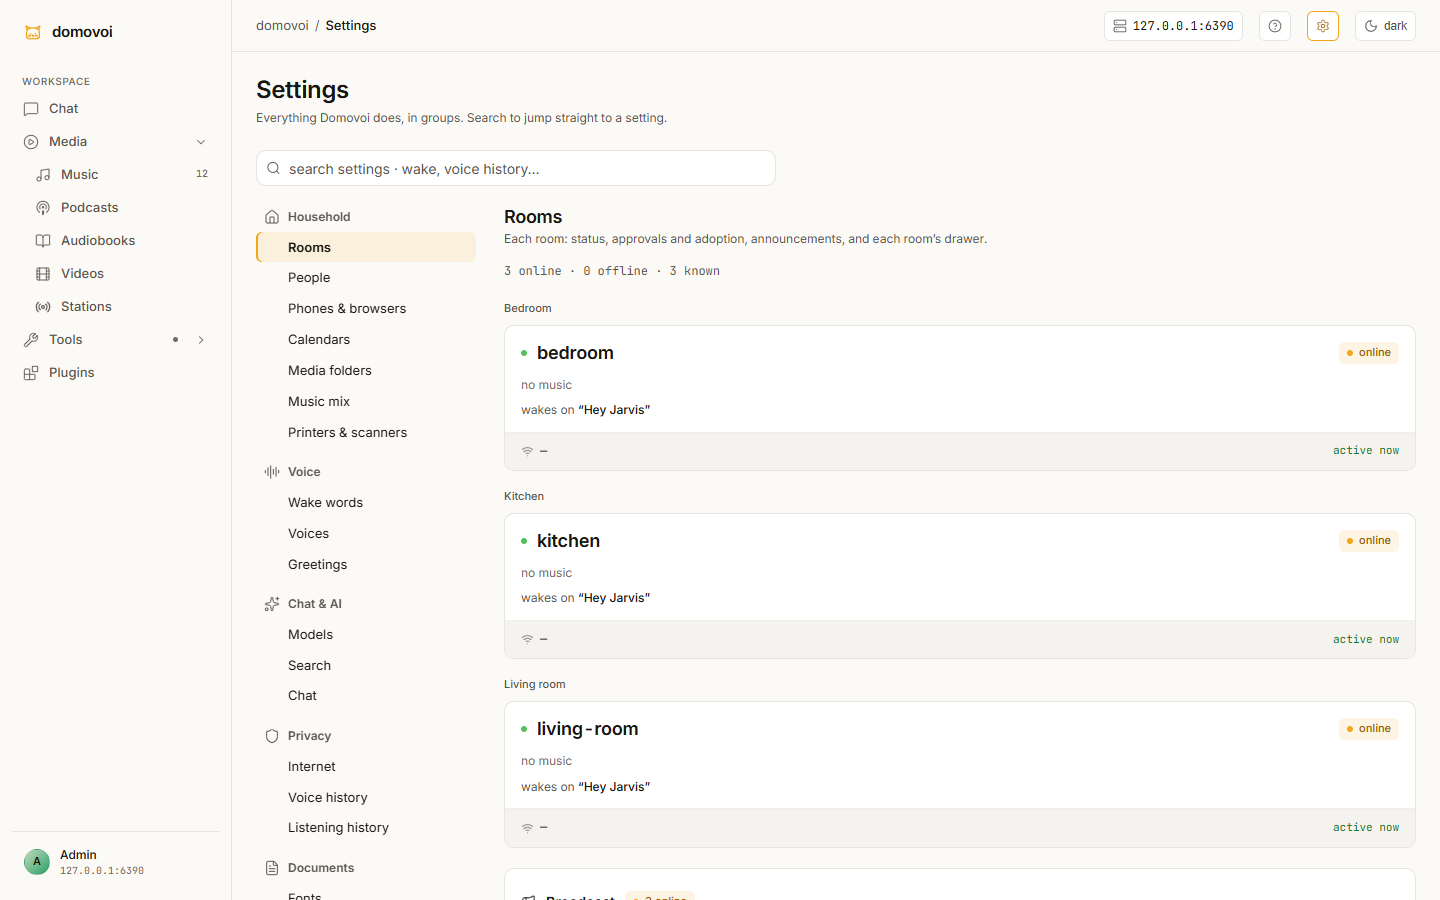 domovoi
WORKSPACE
Chat
Media
Music 12
Podcasts
Audiobooks
Videos
Stations
Tools
Plugins
A Admin
127.0.0.1:6390
domovoi / Settings
127.0.0.1:6390
dark
Settings
Everything Domovoi does, in groups. Search to jump straight to a setting.
search settings · wake, voice history...
Household
Rooms
People
Phones & browsers
Calendars
Media folders
Music mix
Printers & scanners
Voice
Wake words
Voices
Greetings
Chat & AI
Models
Search
Chat
Privacy
Internet
Voice history
Listening history
Documents
Fonts
Rooms
Each room: status, approvals and adoption, announcements, and each room’s drawer.
3 online · 0 offline · 3 known
Bedroom
bedroom online
no music
wakes on “Hey Jarvis”
– active now
Kitchen
kitchen online
no music
wakes on “Hey Jarvis”
– active now
Living room
living-room online
no music
wakes on “Hey Jarvis”
– active now
Broadcast 3 online